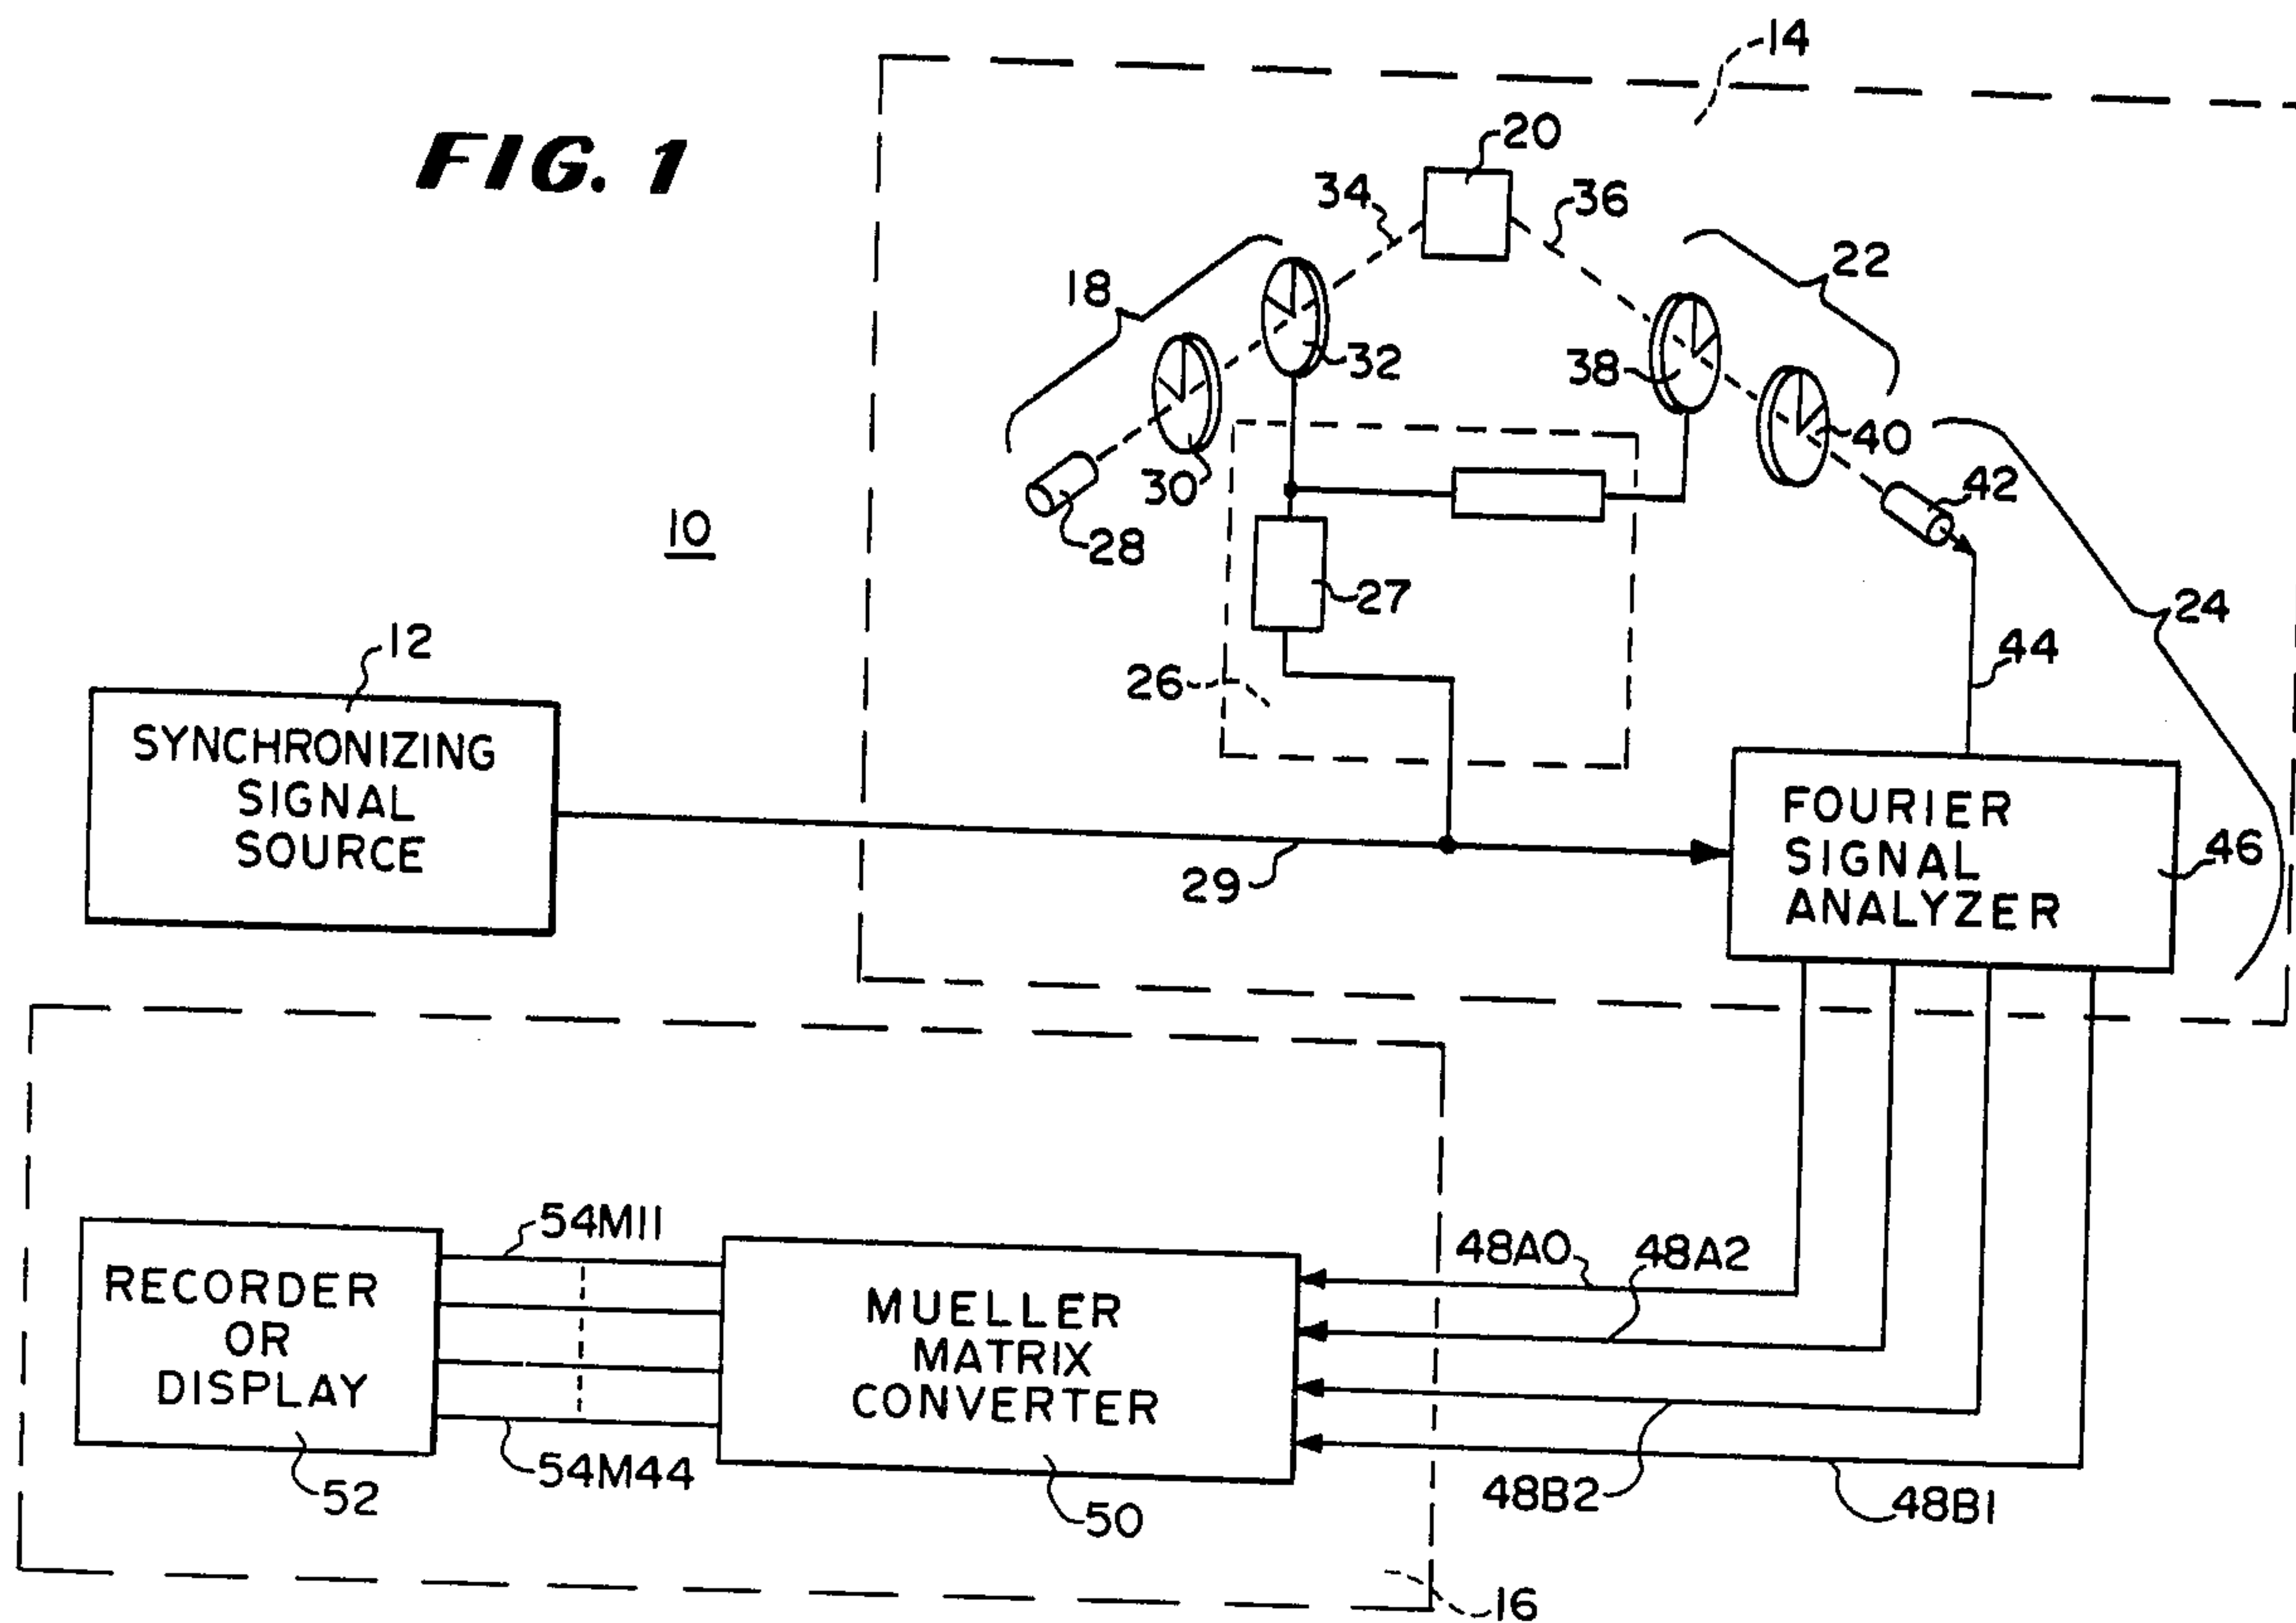 FIG. 1
14
20
34
36
22
18
32
38
40
30
28
42
10
27
24
12
26
44
SYNCHRONIZING
SIGNAL
SOURCE
29
FOURIER
SIGNAL
ANALYZER
46
54M11
48A0
48A2
RECORDER
OR
DISPLAY
MUELLER
MATRIX
CONVERTER
52
54M44
50
48B2
48B1
16